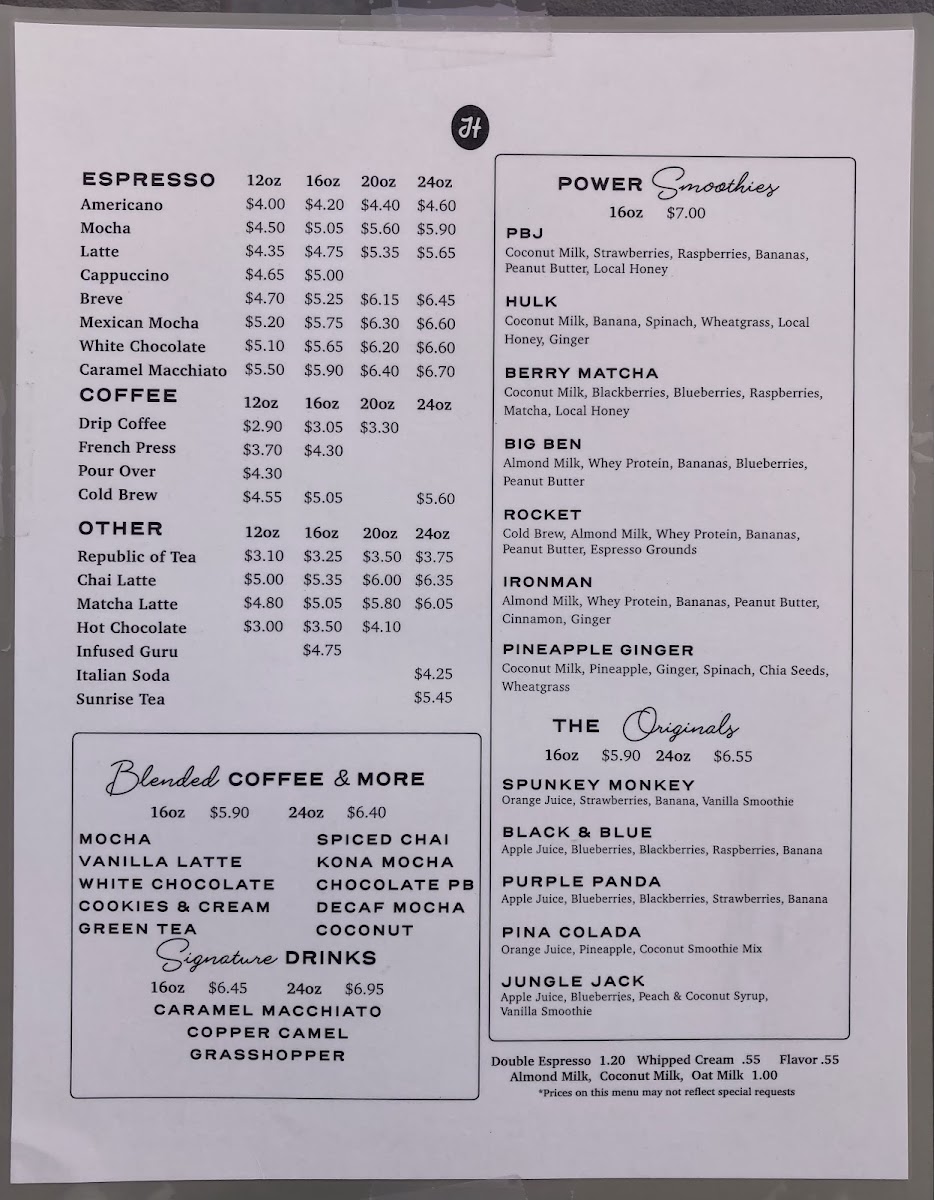 JH
ESPRESSO 12oz 16oz 20oz 24oz
Americano $4.00 $4.20 $4.40 $4.60
Mocha $4.50 $5.05 $5.60 $5.90
Latte $4.35 $4.75 $5.35 $5.65
Cappuccino $4.65 $5.00
Breve $4.70 $5.25 $6.15 $6.45
Mexican Mocha $5.20 $5.75 $6.30 $6.60
White Chocolate $5.10 $5.65 $6.20 $6.60
Caramel Macchiato $5.50 $5.90 $6.40 $6.70
COFFEE 12oz 16oz 20oz 24oz
Drip Coffee $2.90 $3.05 $3.30
French Press $3.70 $4.30
Pour Over $4.30
Cold Brew $4.55 $5.05 $5.60
OTHER 12oz 16oz 20oz 24oz
Republic of Tea $3.10 $3.25 $3.50 $3.75
Chai Latte $5.00 $5.35 $6.00 $6.35
Matcha Latte $4.80 $5.05 $5.80 $6.05
Hot Chocolate $3.00 $3.50 $4.10
Infused Guru $4.75
Italian Soda $4.25
Sunrise Tea $5.45
Blended COFFEE & MORE
16oz $5.90 24oz $6.40
MOCHA SPICED CHAI
VANILLA LATTE KONA MOCHA
WHITE CHOCOLATE CHOCOLATE PB
COOKIES & CREAM DECAF MOCHA
GREEN TEA COCONUT
Signature DRINKS
16oz $6.45 24oz $6.95
CARAMEL MACCHIATO
COPPER CAMEL
GRASSHOPPER
POWER Smoothies
16oz $7.00
PBJ
Coconut Milk, Strawberries, Raspberries, Bananas,
Peanut Butter, Local Honey
HULK
Coconut Milk, Banana, Spinach, Wheatgrass, Local
Honey, Ginger
BERRY MATCHA
Coconut Milk, Blackberries, Blueberries, Raspberries,
Matcha, Local Honey
BIG BEN
Almond Milk, Whey Protein, Bananas, Blueberries,
Peanut Butter
ROCKET
Cold Brew, Almond Milk, Whey Protein, Bananas,
Peanut Butter, Espresso Grounds
IRONMAN
Almond Milk, Whey Protein, Bananas, Peanut Butter,
Cinnamon, Ginger
PINEAPPLE GINGER
Coconut Milk, Pineapple, Ginger, Spinach, Chia Seeds,
Wheatgrass
THE Originals
16oz $5.90 24oz $6.55
SPUNKEY MONKEY
Orange Juice, Strawberries, Banana, Vanilla Smoothie
BLACK & BLUE
Apple Juice, Blueberries, Blackberries, Raspberries, Banana
PURPLE PANDA
Apple Juice, Blueberries, Blackberries, Strawberries, Banana
PINA COLADA
Orange Juice, Pineapple, Coconut Smoothie Mix
JUNGLE JACK
Apple Juice, Blueberries, Peach & Coconut Syrup,
Vanilla Smoothie
Double Espresso 1.20 Whipped Cream .55 Flavor .55
Almond Milk, Coconut Milk, Oat Milk 1.00
*Prices on this menu may not reflect special requests